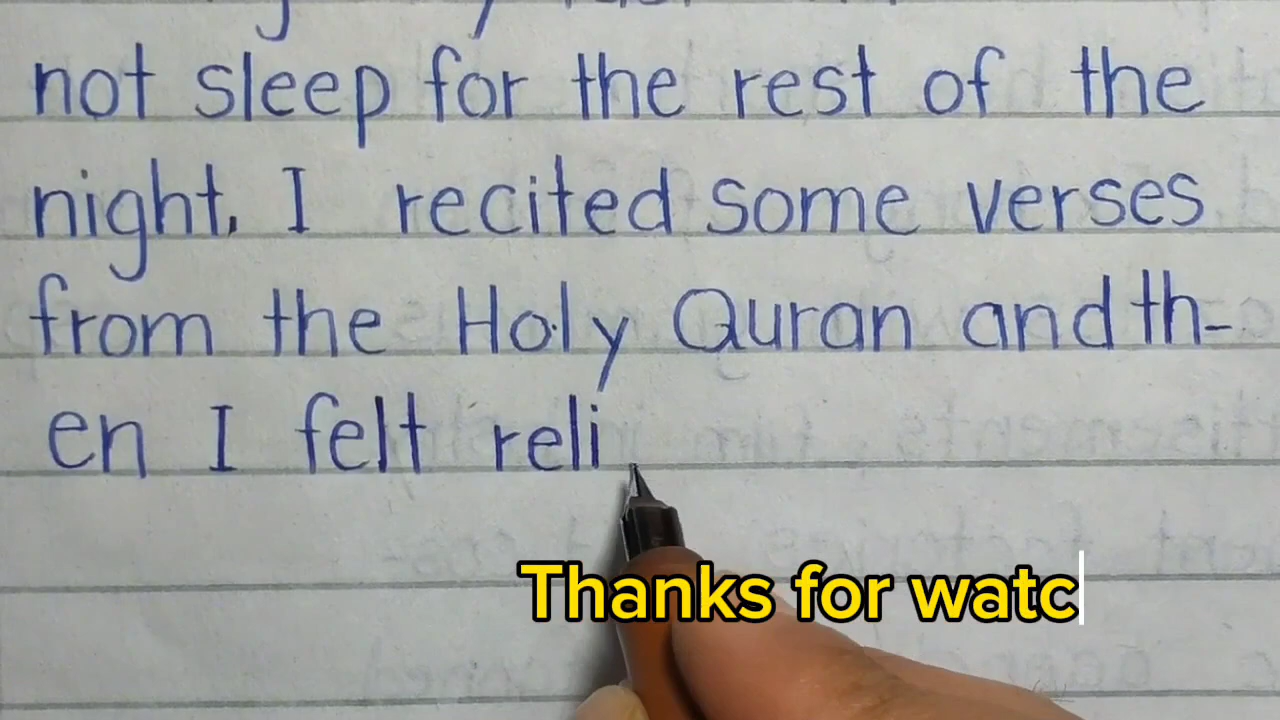 not sleep for the rest of the
night. I recited some verses
from the Holy Quran and th-
en I felt reli
Thanks for watc